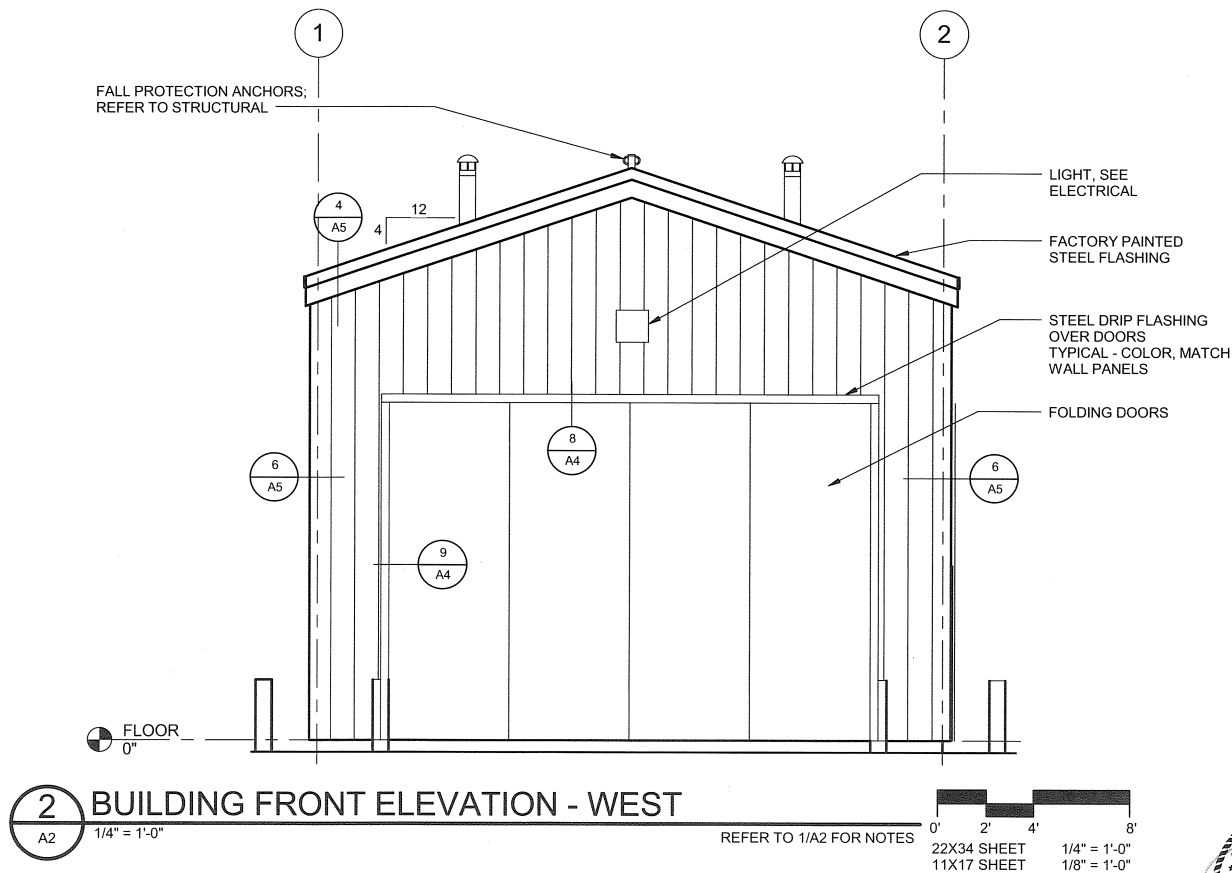 1
2
FALL PROTECTION ANCHORS;
REFER TO STRUCTURAL
LIGHT, SEE
ELECTRICAL
4
A5
12
4
FACTORY PAINTED
STEEL FLASHING
STEEL DRIP FLASHING
OVER DOORS
TYPICAL - COLOR, MATCH
WALL PANELS
FOLDING DOORS
8
A4
6
A5
6
A5
9
A4
FLOOR
0"
2
A2
BUILDING FRONT ELEVATION - WEST
1/4" = 1'-0"
REFER TO 1/A2 FOR NOTES
0' 2' 4' 8'
22X34 SHEET 1/4" = 1'-0"
11X17 SHEET 1/8" = 1'-0"